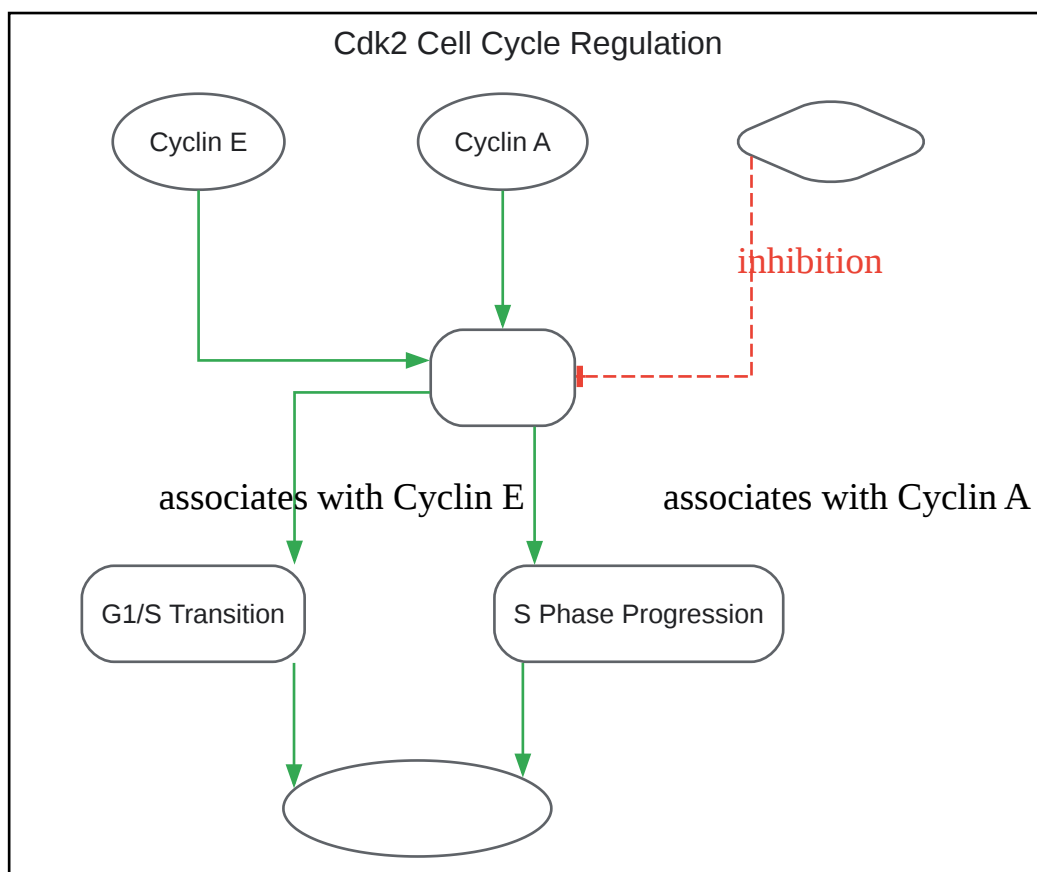 Cdk2 Cell Cycle Regulation
Cyclin E
Cyclin A
inhibition
associates with Cyclin E
associates with Cyclin A
G1/S Transition
S Phase Progression